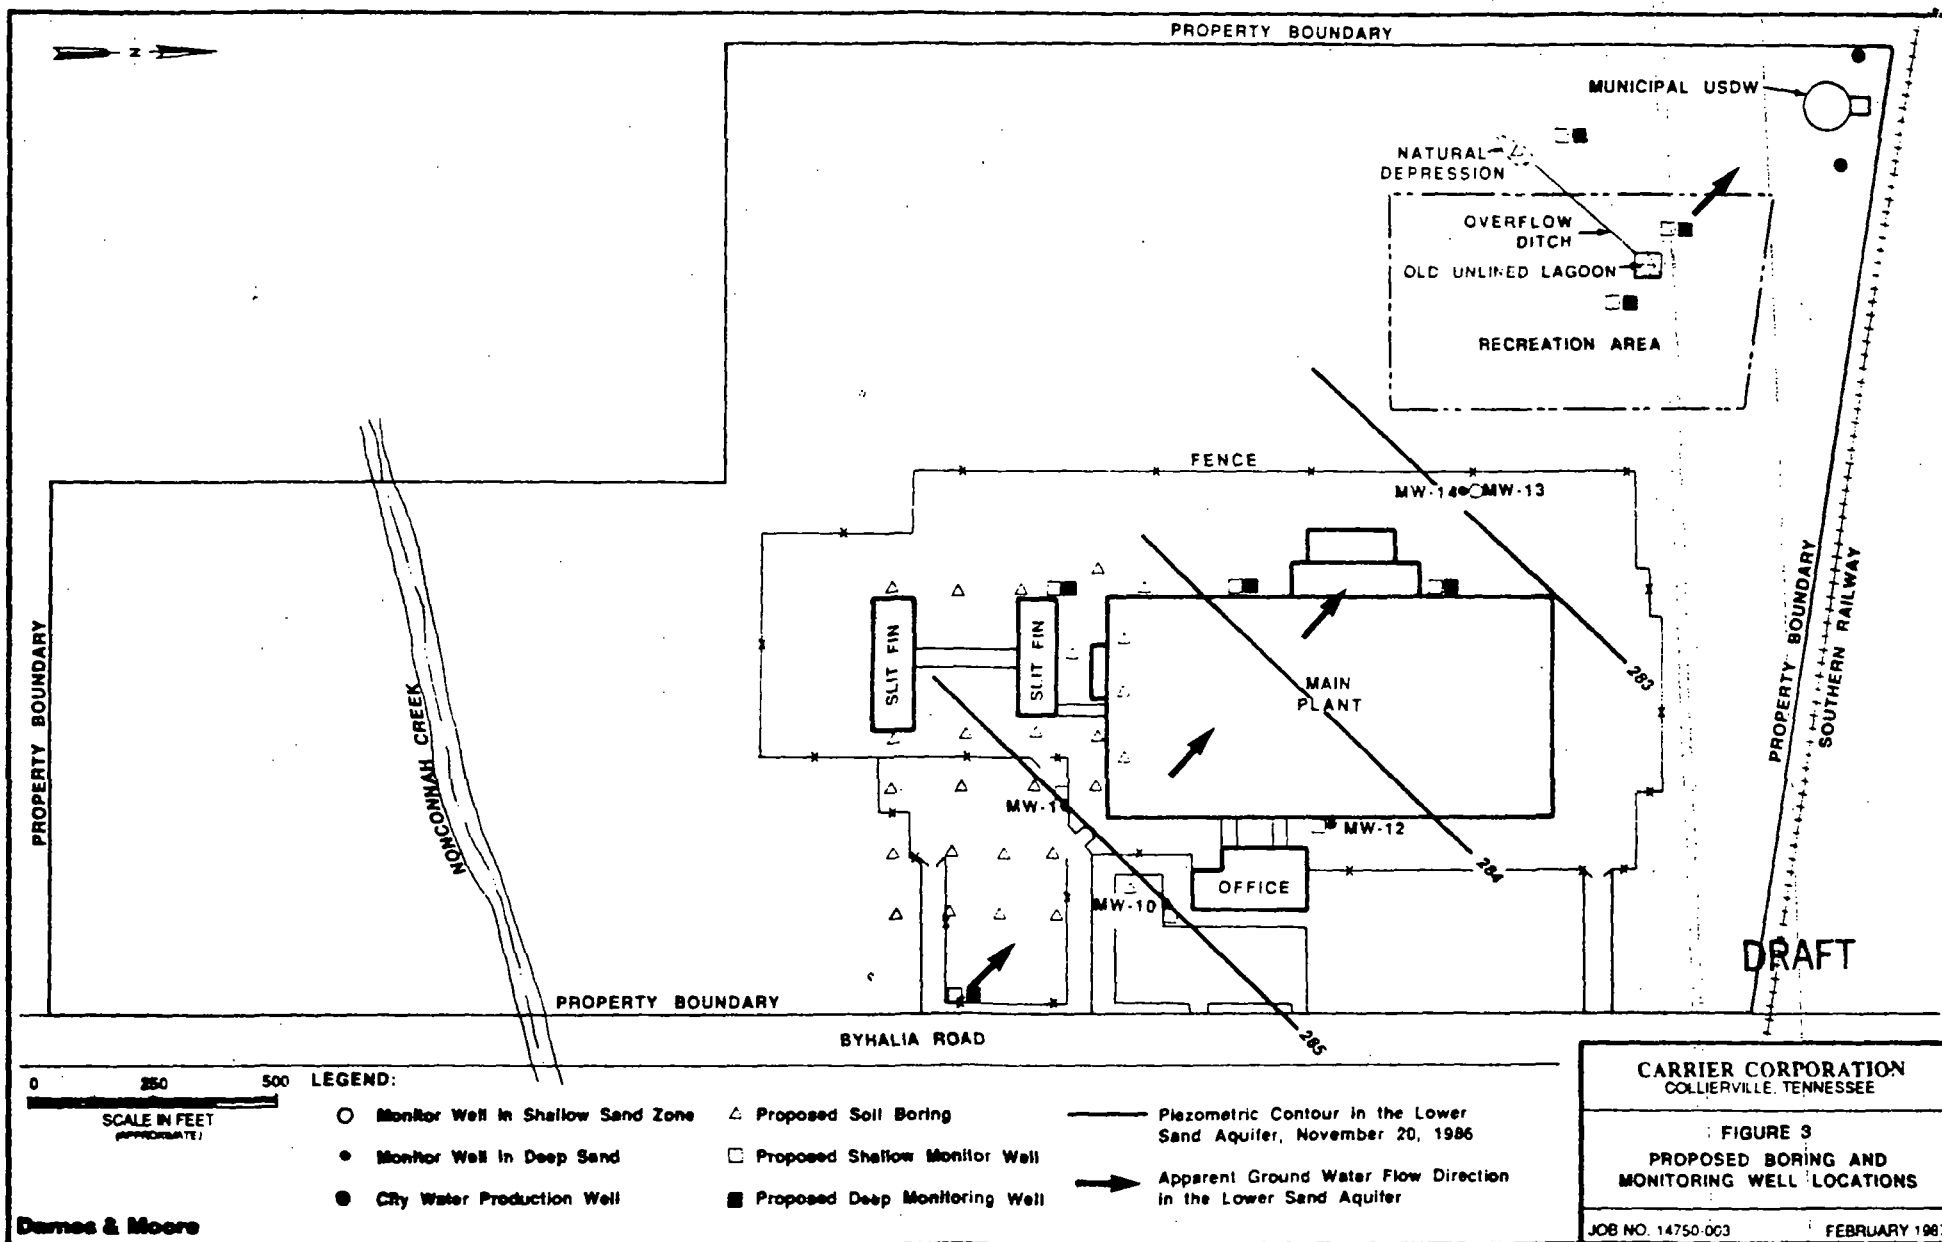 PROPERTY BOUNDARY
N
MUNICIPAL USDW
NATURAL
DEPRESSION
OVERFLOW
DITCH
OLD UNLINED LAGOON
RECREATION AREA
FENCE
MW-14
MW-13
PROPERTY BOUNDARY
SOUTHERN RAILWAY
PROPERTY BOUNDARY
NONCONNAH CREEK
SLIT FIN
SLIT FIN
MAIN
PLANT
283
MW-1
MW-12
284
OFFICE
MW-10
DRAFT
PROPERTY BOUNDARY
285
BYHALIA ROAD
0 250 500
SCALE IN FEET
(APPROXIMATE)
LEGEND:
Monitor Well in Shallow Sand Zone
Monitor Well in Deep Sand
City Water Production Well
Proposed Soil Boring
Proposed Shallow Monitor Well
Proposed Deep Monitoring Well
Piezometric Contour in the Lower
Sand Aquifer, November 20, 1986
Apparent Ground Water Flow Direction
in the Lower Sand Aquifer
Dames & Moore
CARRIER CORPORATION
COLLIERVILLE, TENNESSEE
FIGURE 3
PROPOSED BORING AND
MONITORING WELL LOCATIONS
JOB NO. 14750-003
FEBRUARY 198